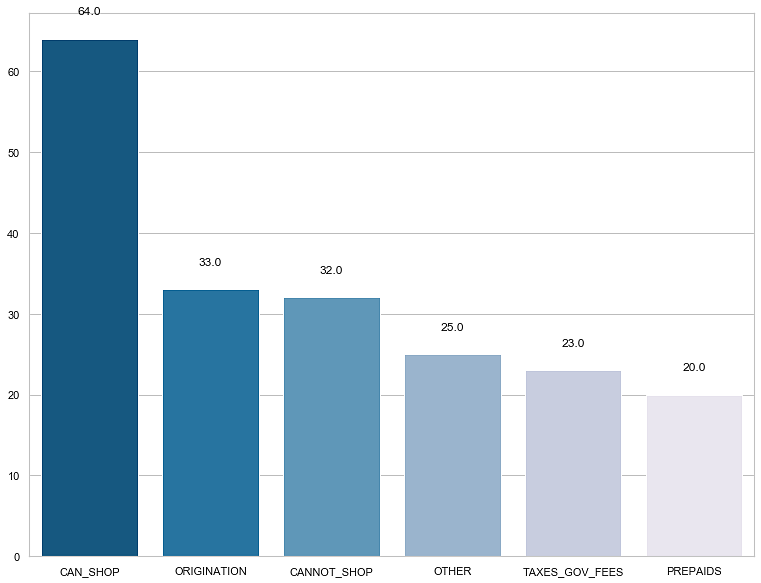 64.0
60
50
40
33.0
32.0
30
25.0
23.0
20.0
20
10
0
CAN_SHOP
ORIGINATION
CANNOT_SHOP
OTHER
TAXES_GOV_FEES
PREPAIDS